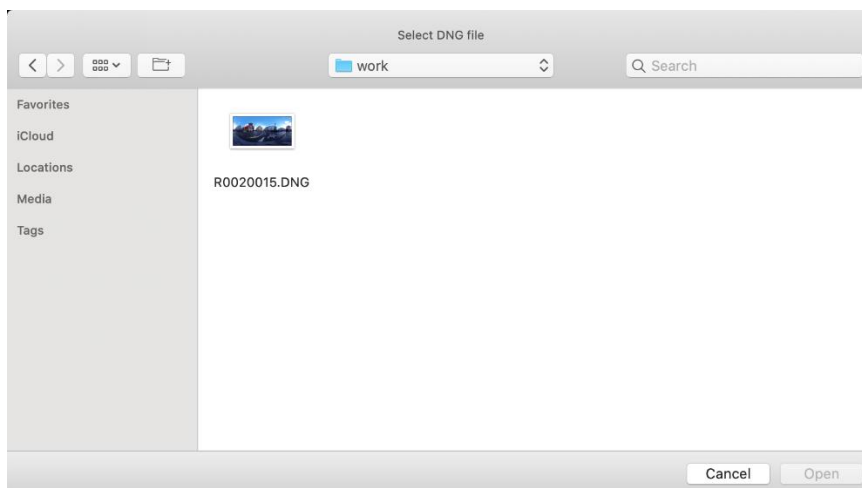 Select DNG file
work
Search
Favorites
iCloud
Locations
Media
Tags
R0020015.DNG
Cancel
Open